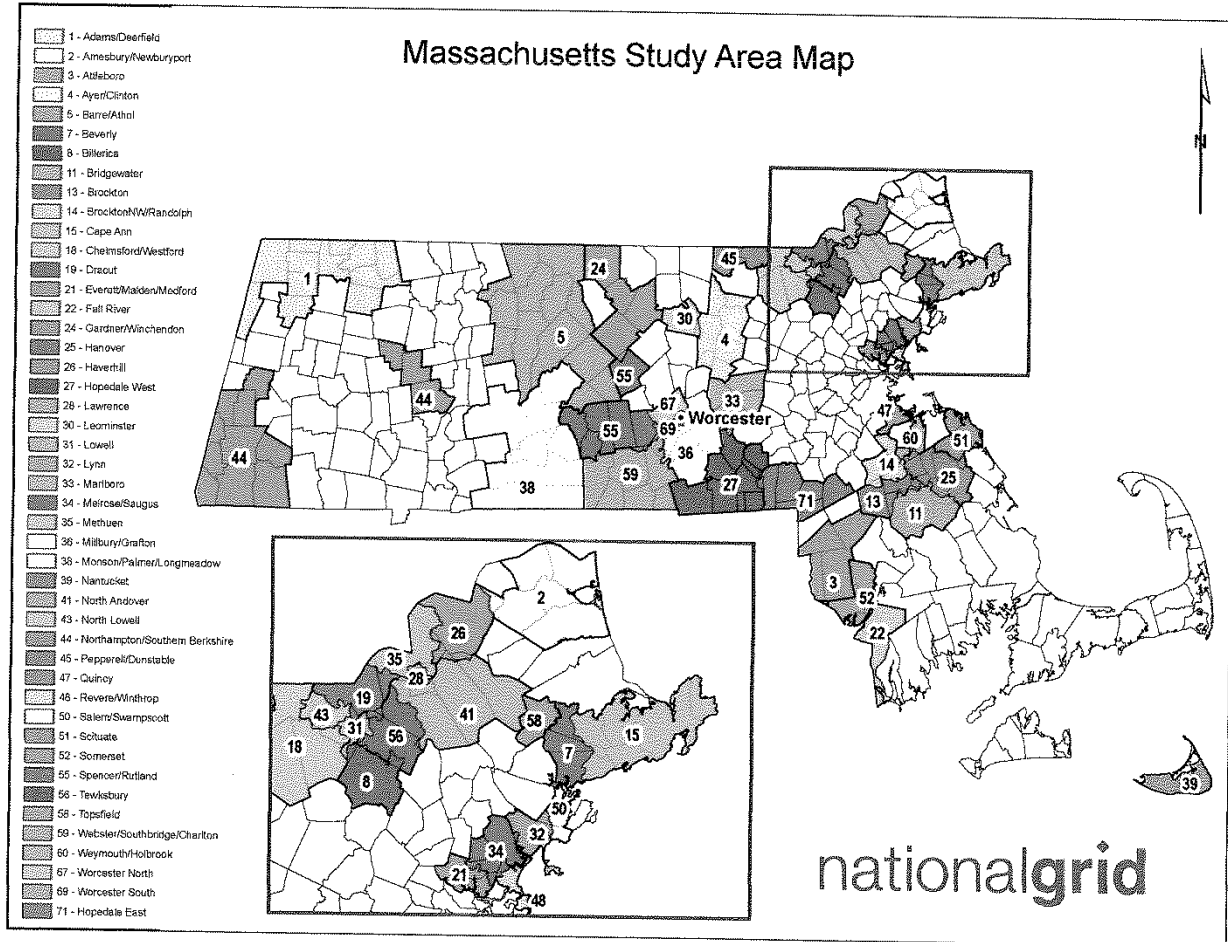 Massachusetts Study Area Map
1 - Adams/Deerfield
2 - Amesbury/Newburyport
3 - Attleboro
4 - Ayer/Clinton
5 - Barre/Athol
7 - Beverly
8 - Billerica
11 - Bridgewater
13 - Brockton
14 - BrocktonNW/Randolph
15 - Cape Ann
18 - Chelmsford/Westford
19 - Dracut
21 - Everett/Malden/Medford
22 - Fall River
24 - Gardner/Winchendon
25 - Hanover
26 - Haverhill
27 - Hopedale West
28 - Lawrence
30 - Leominster
31 - Lowell
32 - Lynn
33 - Marlboro
34 - Melrose/Saugus
35 - Methuen
36 - Millbury/Grafton
38 - Monson/Palmer/Longmeadow
39 - Nantucket
41 - North Andover
43 - North Lowell
44 - Northampton/Southern Berkshire
45 - Pepperell/Dunstable
47 - Quincy
48 - Revere/Winthrop
50 - Salem/Swampscott
51 - Scituate
52 - Somerset
55 - Spencer/Rutland
56 - Tewksbury
58 - Topsfield
59 - Webster/Southbridge/Charlton
60 - Weymouth/Holbrook
67 - Worcester North
69 - Worcester South
71 - Hopedale East
N
1
24
45
5
30
4
55
44
67
33
Worcester
69
55
44
36
59
38
27
47
60
51
14
25
71
13
11
3
52
22
39
2
26
35
28
19
43
31
41
58
15
18
56
7
8
50
32
34
21
48
nationalgrid